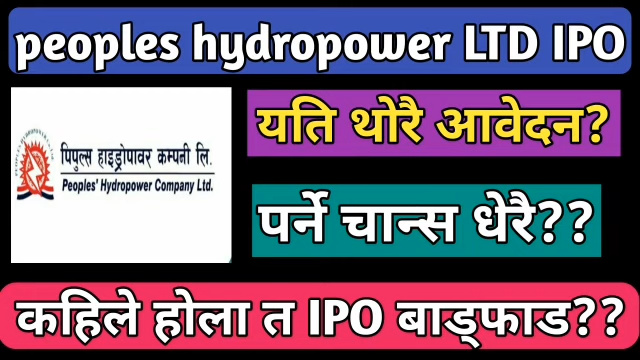 peoples hydropower LTD IPO
यति थोरै आवेदन?
पिपुल्स हाइड्रोपावर कम्पनी लि.
Peoples' Hydropower Company Ltd.
पर्ने चान्स धेरै??
कहिले होला त IPO बाड्फाड??